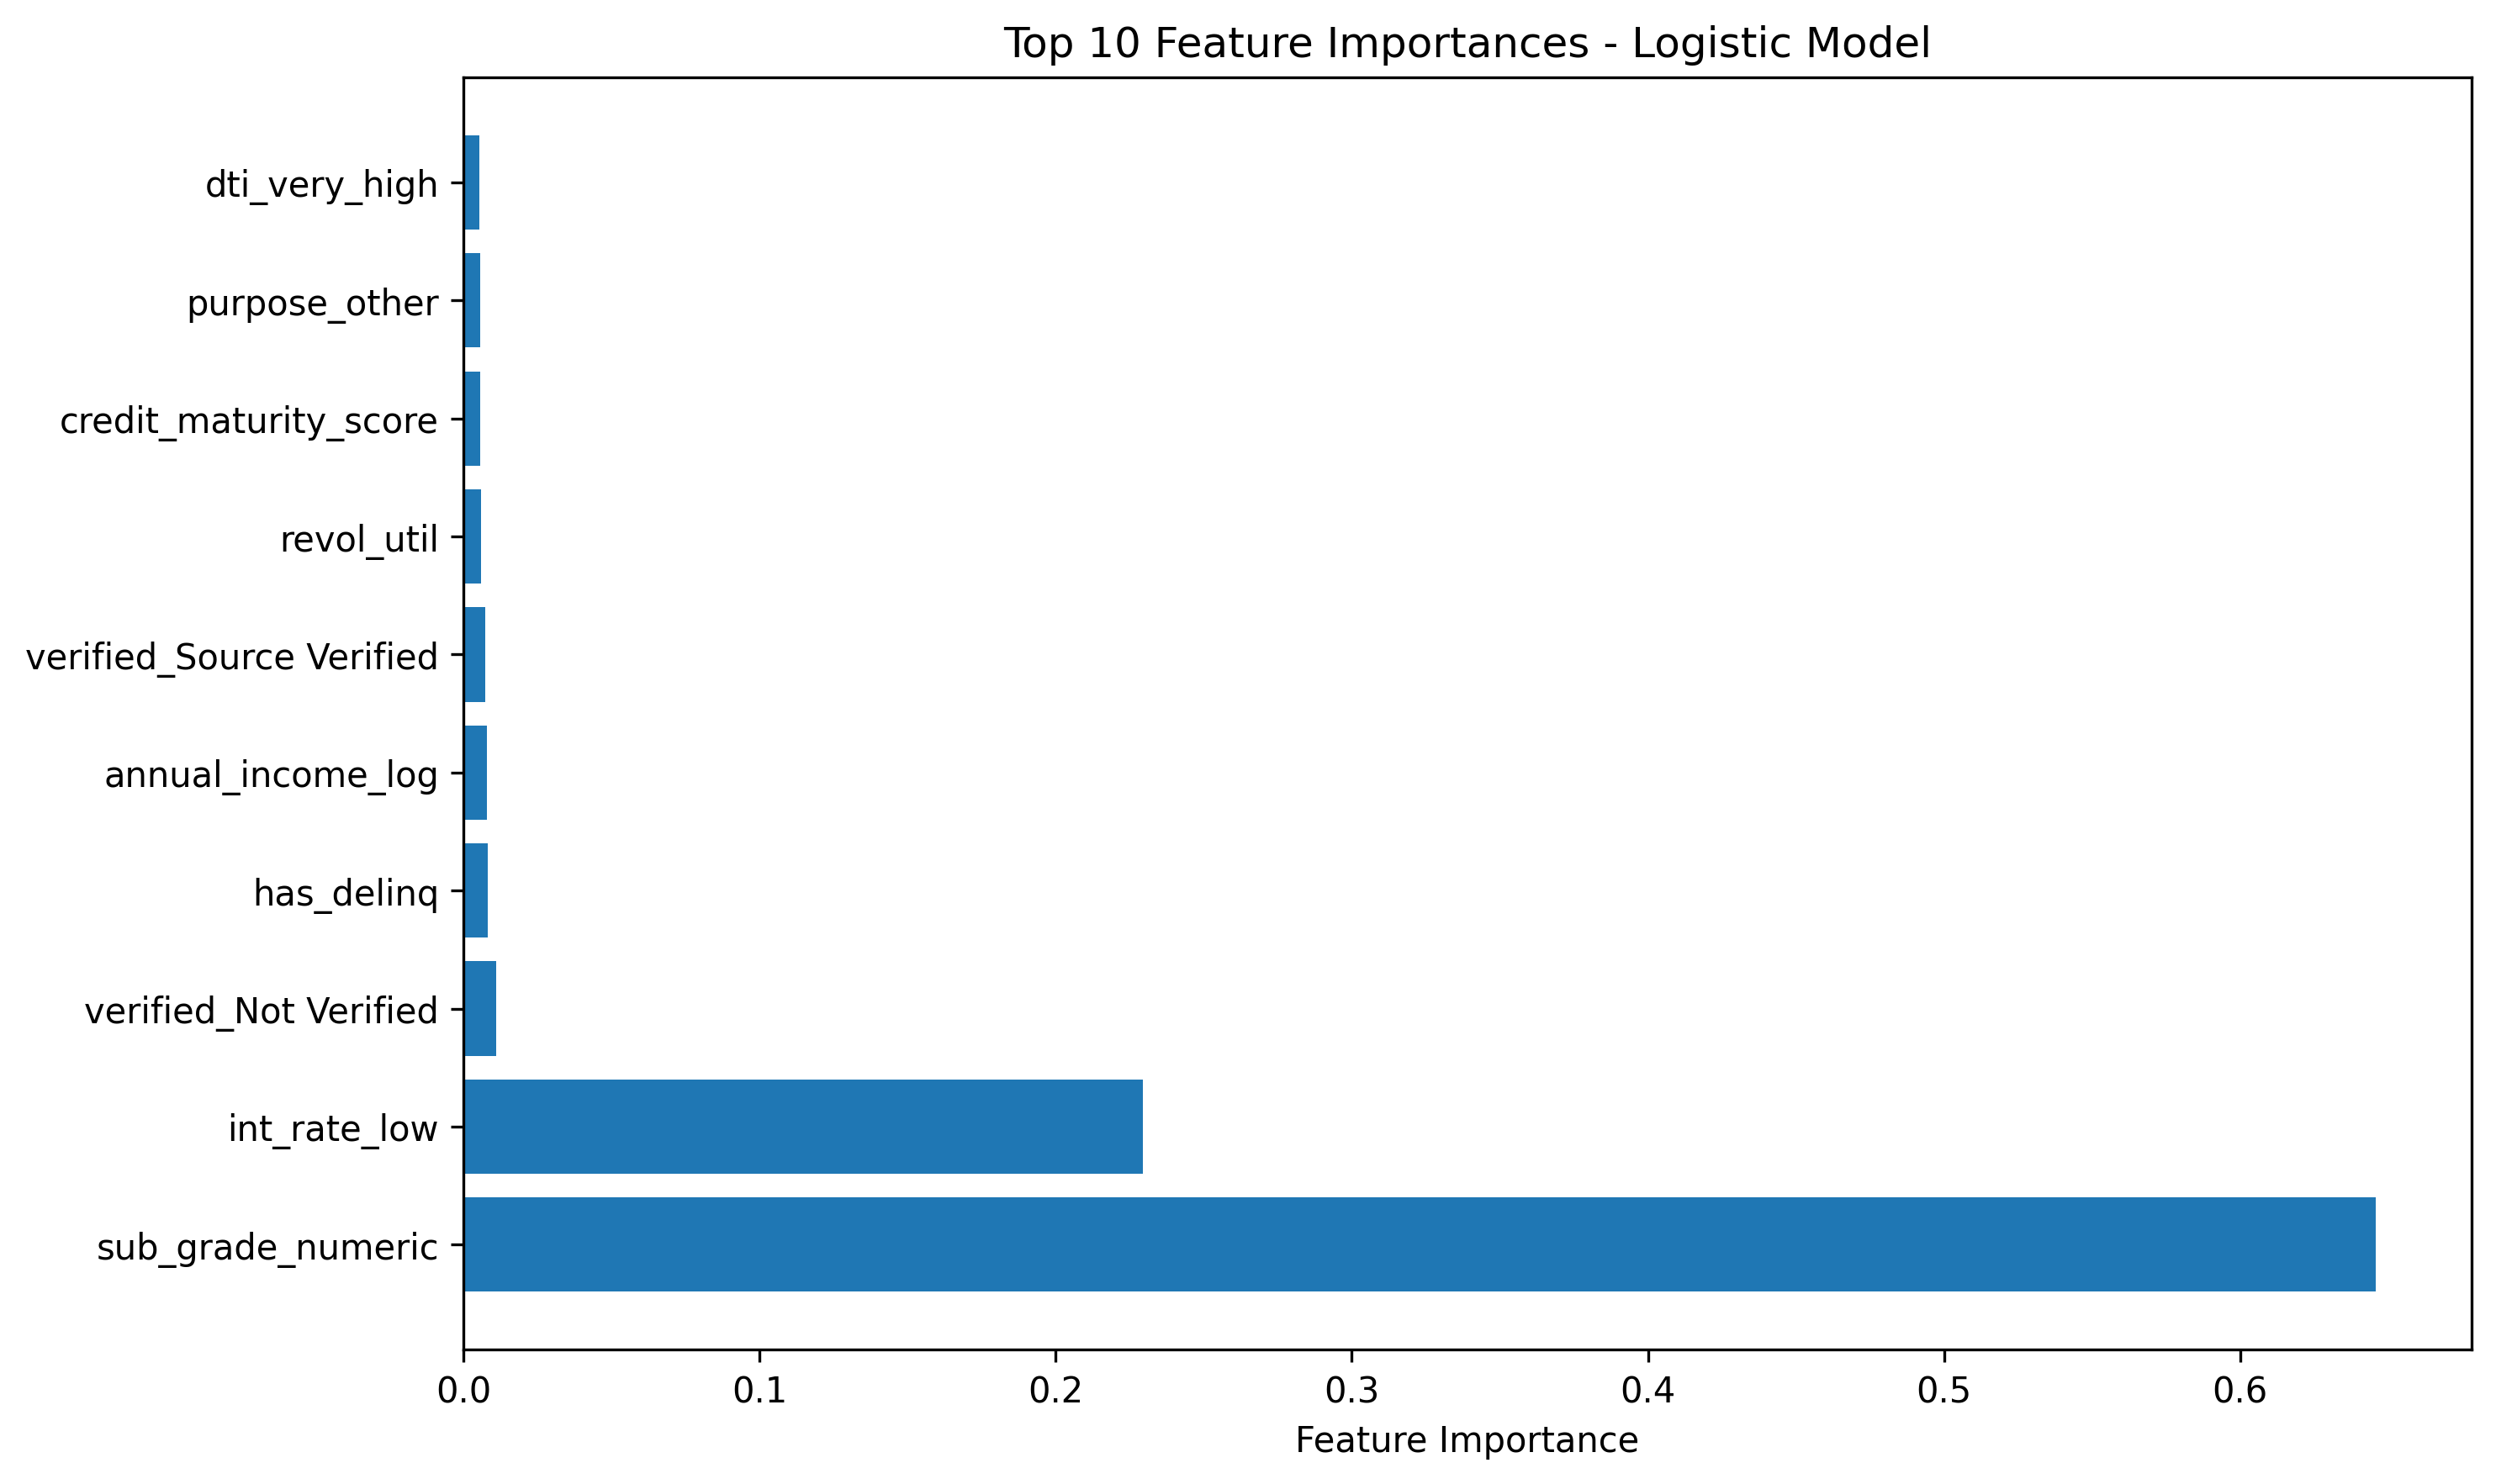 Top 10 Feature Importances - Logistic Model
dti_very_high
purpose_other
credit_maturity_score
revol_util
verified_Source Verified
annual_income_log
has_delinq
verified_Not Verified
int_rate_low
sub_grade_numeric
0.0 0.1 0.2 0.3 0.4 0.5 0.6
Feature Importance